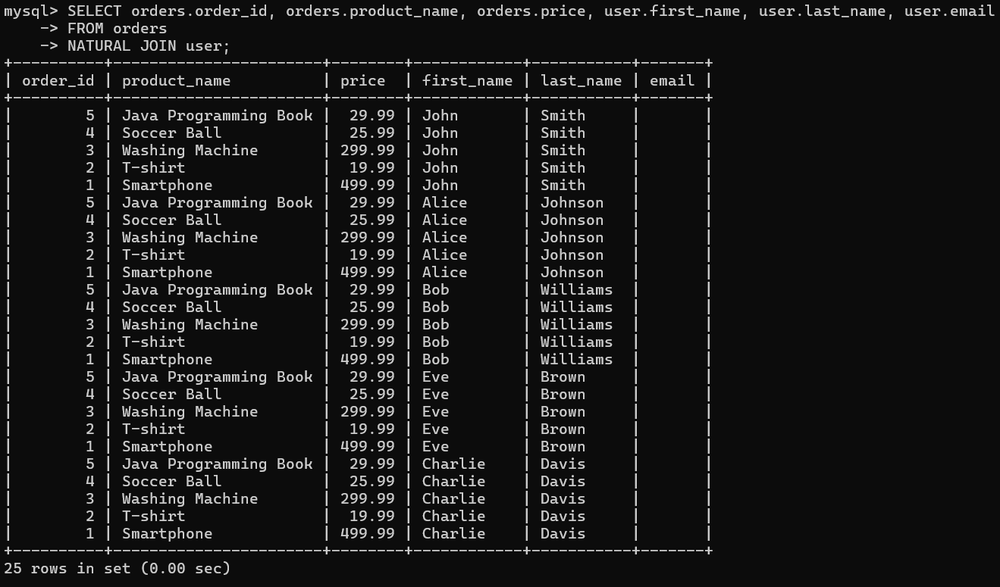 mysql> SELECT orders.order_id, orders.product_name, orders.price, user.first_name, user.last_name, user.email
    -> FROM orders
    -> NATURAL JOIN user;
+----------+-----------------------+--------+------------+-----------+-------+
| order_id | product_name          | price  | first_name | last_name | email |
+----------+-----------------------+--------+------------+-----------+-------+
|        5 | Java Programming Book |  29.99 | John       | Smith     |       |
|        4 | Soccer Ball           |  25.99 | John       | Smith     |       |
|        3 | Washing Machine       | 299.99 | John       | Smith     |       |
|        2 | T-shirt               |  19.99 | John       | Smith     |       |
|        1 | Smartphone            | 499.99 | John       | Smith     |       |
|        5 | Java Programming Book |  29.99 | Alice      | Johnson   |       |
|        4 | Soccer Ball           |  25.99 | Alice      | Johnson   |       |
|        3 | Washing Machine       | 299.99 | Alice      | Johnson   |       |
|        2 | T-shirt               |  19.99 | Alice      | Johnson   |       |
|        1 | Smartphone            | 499.99 | Alice      | Johnson   |       |
|        5 | Java Programming Book |  29.99 | Bob        | Williams  |       |
|        4 | Soccer Ball           |  25.99 | Bob        | Williams  |       |
|        3 | Washing Machine       | 299.99 | Bob        | Williams  |       |
|        2 | T-shirt               |  19.99 | Bob        | Williams  |       |
|        1 | Smartphone            | 499.99 | Bob        | Williams  |       |
|        5 | Java Programming Book |  29.99 | Eve        | Brown     |       |
|        4 | Soccer Ball           |  25.99 | Eve        | Brown     |       |
|        3 | Washing Machine       | 299.99 | Eve        | Brown     |       |
|        2 | T-shirt               |  19.99 | Eve        | Brown     |       |
|        1 | Smartphone            | 499.99 | Eve        | Brown     |       |
|        5 | Java Programming Book |  29.99 | Charlie    | Davis     |       |
|        4 | Soccer Ball           |  25.99 | Charlie    | Davis     |       |
|        3 | Washing Machine       | 299.99 | Charlie    | Davis     |       |
|        2 | T-shirt               |  19.99 | Charlie    | Davis     |       |
|        1 | Smartphone            | 499.99 | Charlie    | Davis     |       |
+----------+-----------------------+--------+------------+-----------+-------+
25 rows in set (0.00 sec)